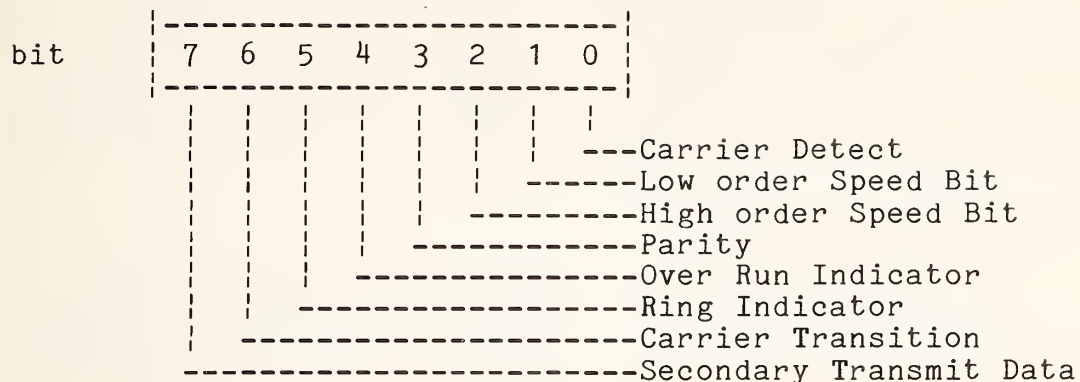 bit 7 6 5 4 3 2 1 0
Carrier Detect
Low order Speed Bit
High order Speed Bit
Parity
Over Run Indicator
Ring Indicator
Carrier Transition
Secondary Transmit Data